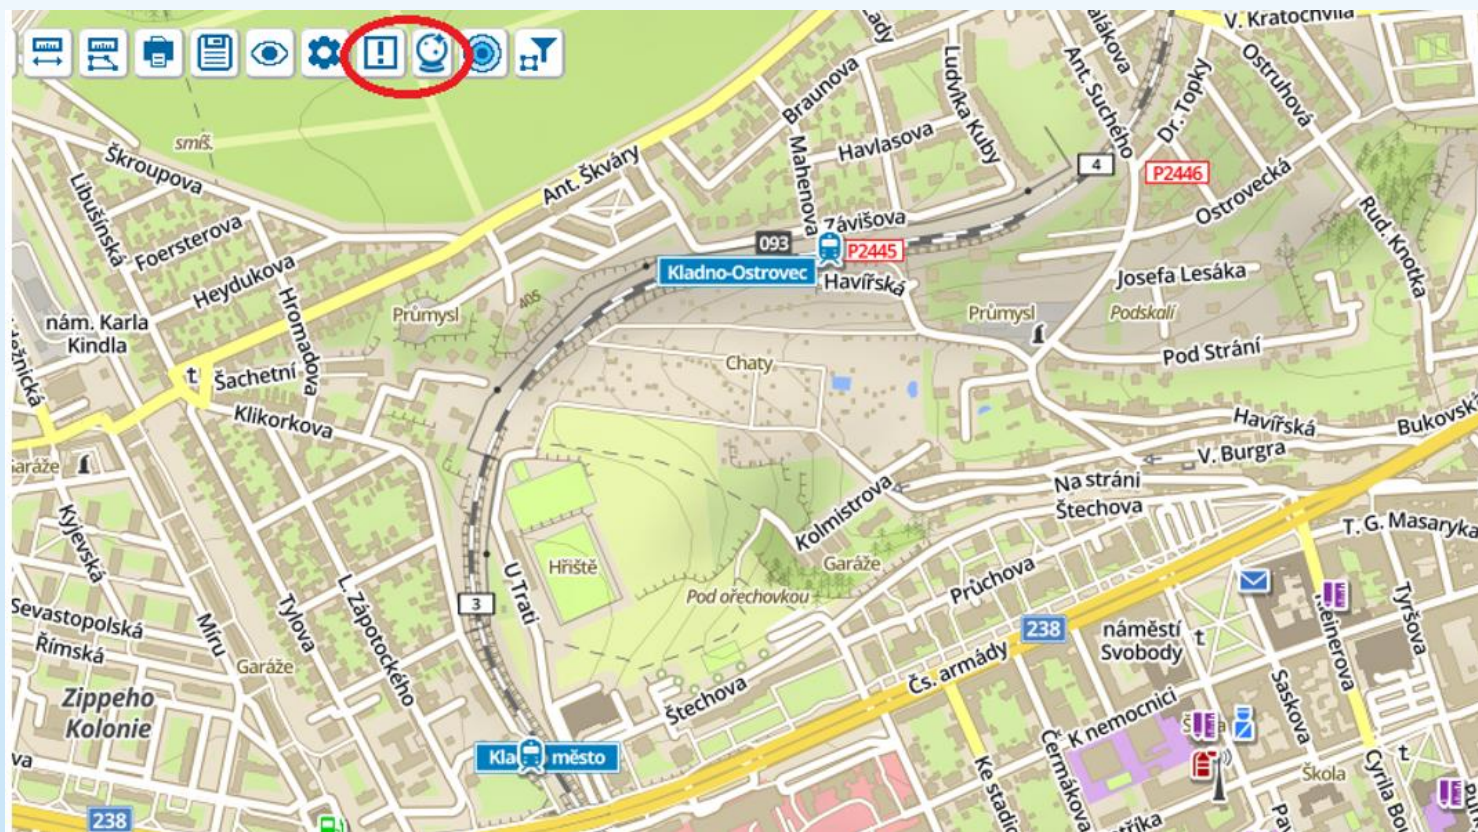 V. Kratochvíla
Ostruhová
Ant. Suchého
Dr. Topky
Braunova
Ludvíka Kuby
Havlasova
Mahenova
smíš.
Škroupova
Ant. Škváry
4
P2446
Libušínská
Ostrovecká
Rud. Knotka
Foersterova
Závišova
093
P2445
Kladno-Ostrovec
Havířská
Josefa Lesáka
Heydukova
405
Průmysl
Průmysl
Podskalí
Hromadova
nám. Karla
Kindla
Pod Strání
Chaty
t
Šachetní
Klikorkova
Havířská
Bukovská
V. Burgra
Na strání
Štechova
Garáže
Kolmistrova
T. G. Masaryka
Kyjevská
Hřiště
Garáže
Pod ořechovkou
Průchova
U Trati
3
238
náměstí
Svobody
t
Tyršova
Sevastopolská
Římská
Míru
Tylova
L. Zápotockého
Garáže
Zippeho
Kolonie
Štechova
Čs. armády
K nemocnici
Saskova
Čermákova
město
Škola
t
238